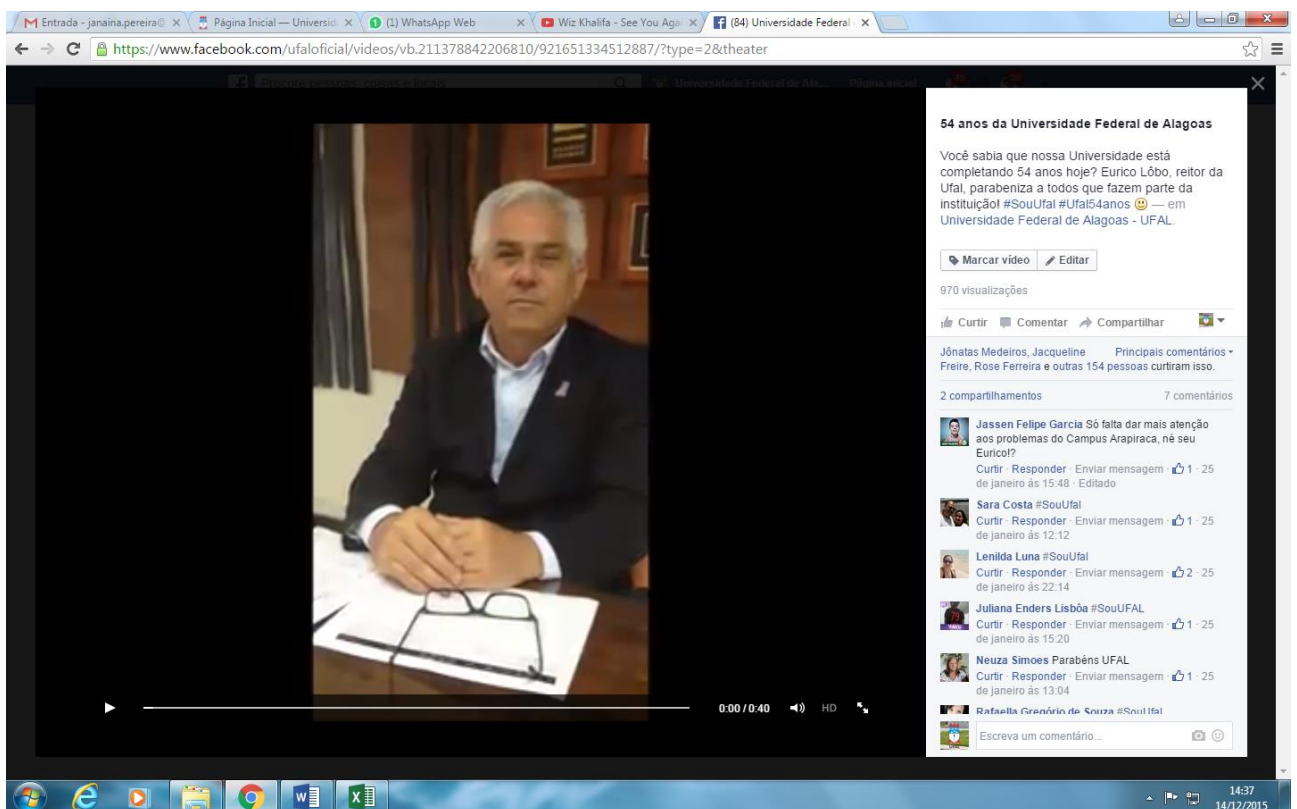 Entrada - janaina.pereira@
Página Inicial — Universid
(1) WhatsApp Web
Wiz Khalifa - See You Aga
(84) Universidade Federal
https://www.facebook.com/ufaloficial/videos/vb.211378842206810/921651334512887/?type=2&theater
Procure pessoas, coisas e locais
Universidade Federal de Ala... Página inicial
54 anos da Universidade Federal de Alagoas
Você sabia que nossa Universidade está
completando 54 anos hoje? Eurico Lôbo, reitor da
Ufal, parabeniza a todos que fazem parte da
instituição! #SouUfal #Ufal54anos — em
Universidade Federal de Alagoas - UFAL.
Marcar vídeo Editar
970 visualizações
Curtir Comentar Compartilhar
Jônatas Medeiros, Jacqueline Principais comentários
Freire, Rose Ferreira e outras 154 pessoas curtiram isso.
2 compartilhamentos 7 comentários
Jassen Felipe Garcia Só falta dar mais atenção
aos problemas do Campus Arapiraca, né seu
Eurico!?
Curtir · Responder · Enviar mensagem · 1 · 25
de janeiro às 15:48 · Editado
Sara Costa #SouUfal
Curtir · Responder · Enviar mensagem · 1 · 25
de janeiro às 12:12
Lenilda Luna #SouUfal
Curtir · Responder · Enviar mensagem · 2 · 25
de janeiro às 22:14
Juliana Enders Lisbôa #SouUFAL
Curtir · Responder · Enviar mensagem · 1 · 25
de janeiro às 15:20
Neuza Simoes Parabéns UFAL
Curtir · Responder · Enviar mensagem · 1 · 25
de janeiro às 13:04
Rafaella Gregório de Souza #SouUfal
Escreva um comentário...
0:00 / 0:40 HD
14:37
14/12/2015